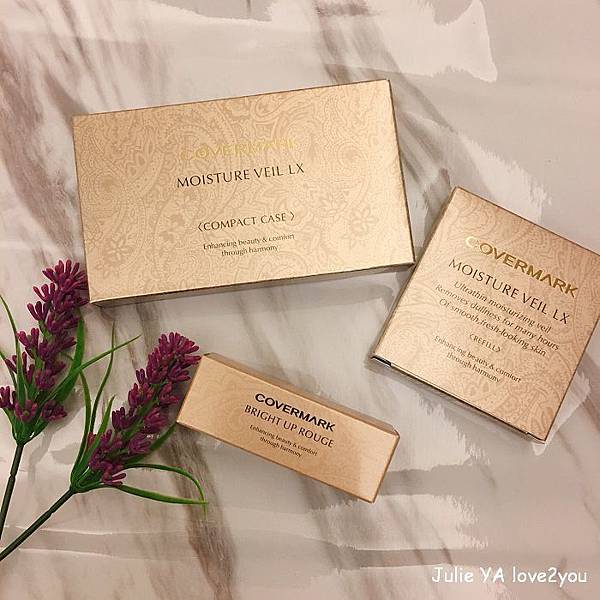 COVERMARK
MOISTURE VEIL LX
〈COMPACT CASE〉
Enhancing beauty & comfort
through harmony
COVERMARK
MOISTURE VEIL LX
Ultrathin moisturizing veil
Removes dullness for many hours
Of smooth,fresh-looking skin
〈REFILL〉
Enhancing beauty & comfort
through harmony
COVERMARK
BRIGHT UP ROUGE
Enhancing beauty & comfort
through harmony
Julie YA love2you